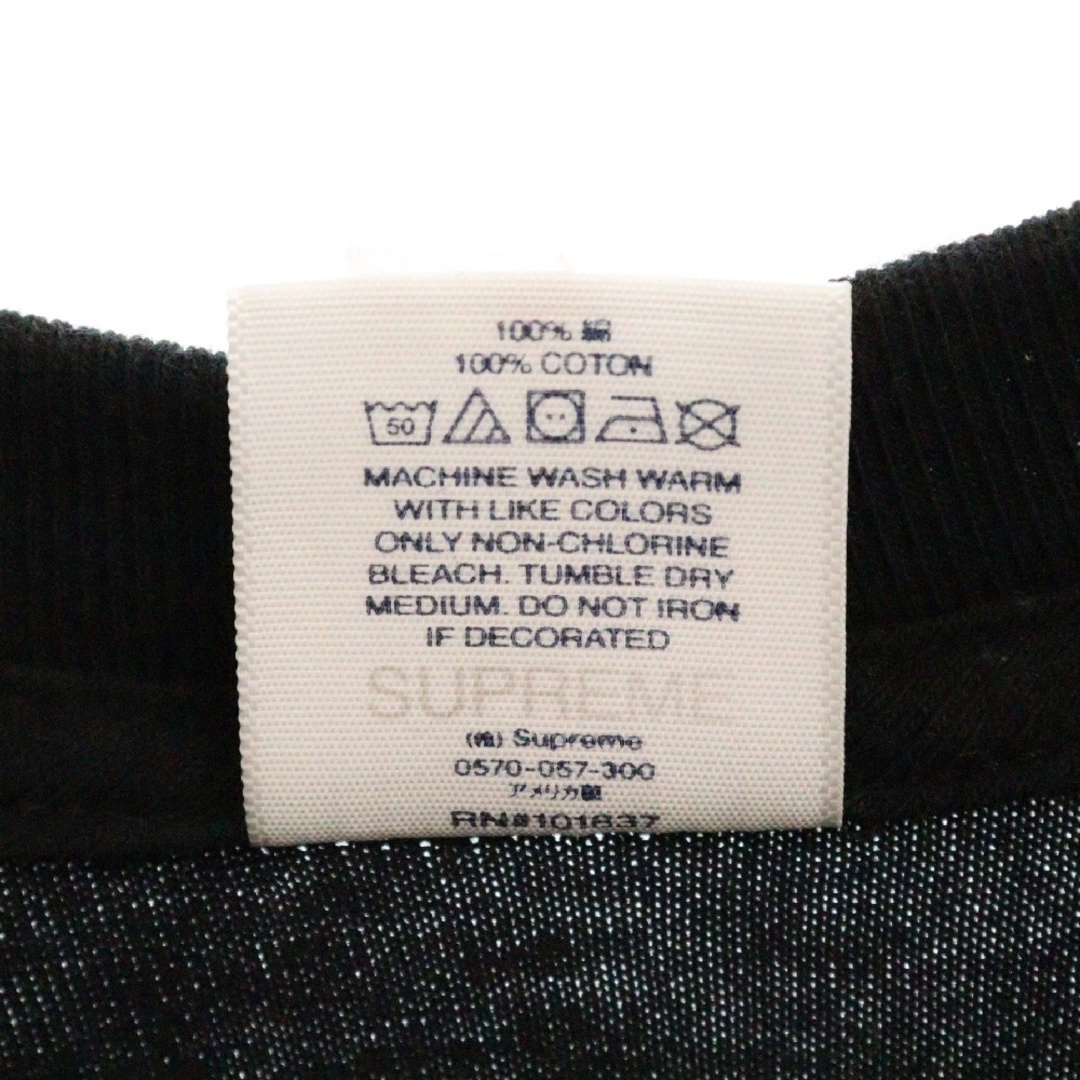 100% 綿
100% COTON
50
MACHINE WASH WARM
WITH LIKE COLORS
ONLY NON-CHLORINE
BLEACH. TUMBLE DRY
MEDIUM. DO NOT IRON
IF DECORATED
SUPREME
(株) Supreme
0570-057-300
アメリカ製
RN#101837